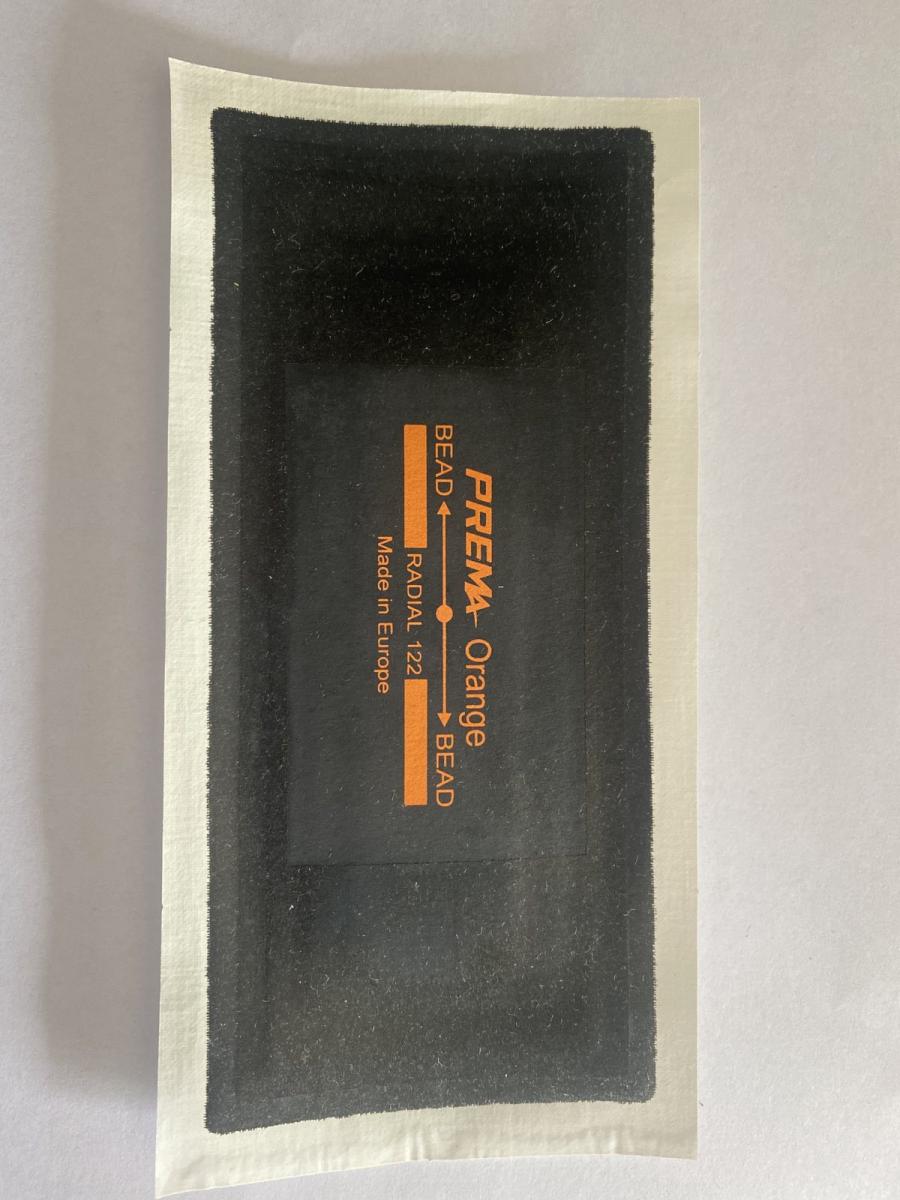 PREMA Orange
BEAD BEAD
RADIAL 122
Made in Europe